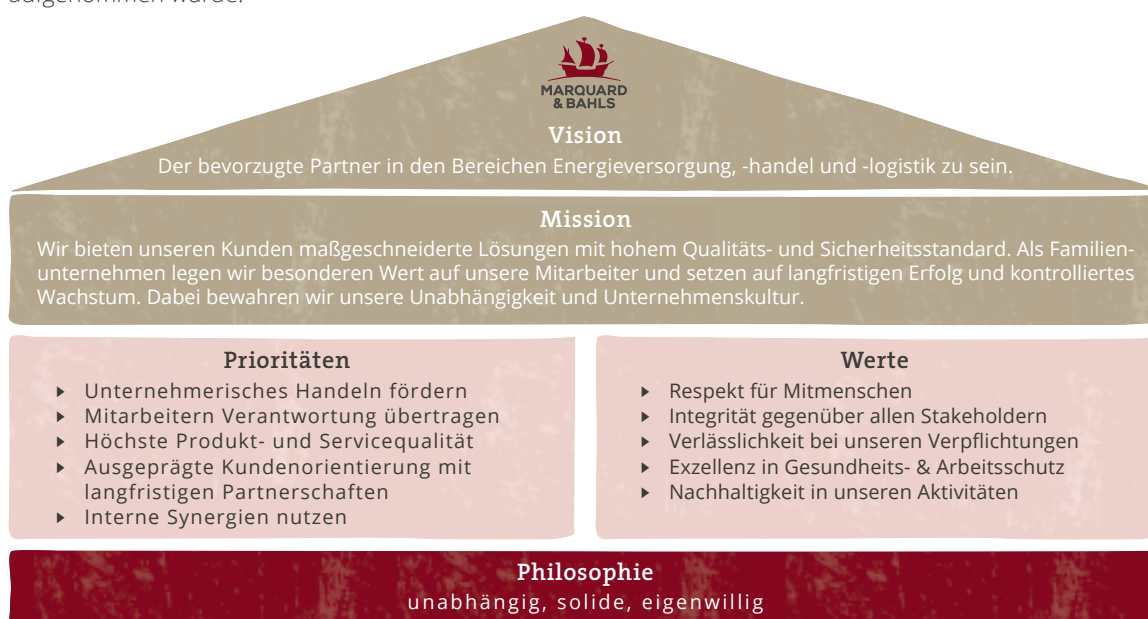 aufgenommen wurde.
MARQUARD
& BAHLS
Vision
Der bevorzugte Partner in den Bereichen Energieversorgung, -handel und -logistik zu sein.
Mission
Wir bieten unseren Kunden maßgeschneiderte Lösungen mit hohem Qualitäts- und Sicherheitsstandard. Als Familien-
unternehmen legen wir besonderen Wert auf unsere Mitarbeiter und setzen auf langfristigen Erfolg und kontrolliertes
Wachstum. Dabei bewahren wir unsere Unabhängigkeit und Unternehmenskultur.
Prioritäten
▸ Unternehmerisches Handeln fördern
▸ Mitarbeitern Verantwortung übertragen
▸ Höchste Produkt- und Servicequalität
▸ Ausgeprägte Kundenorientierung mit
langfristigen Partnerschaften
▸ Interne Synergien nutzen
Werte
▸ Respekt für Mitmenschen
▸ Integrität gegenüber allen Stakeholdern
▸ Verlässlichkeit bei unseren Verpflichtungen
▸ Exzellenz in Gesundheits- & Arbeitsschutz
▸ Nachhaltigkeit in unseren Aktivitäten
Philosophie
unabhängig, solide, eigenwillig